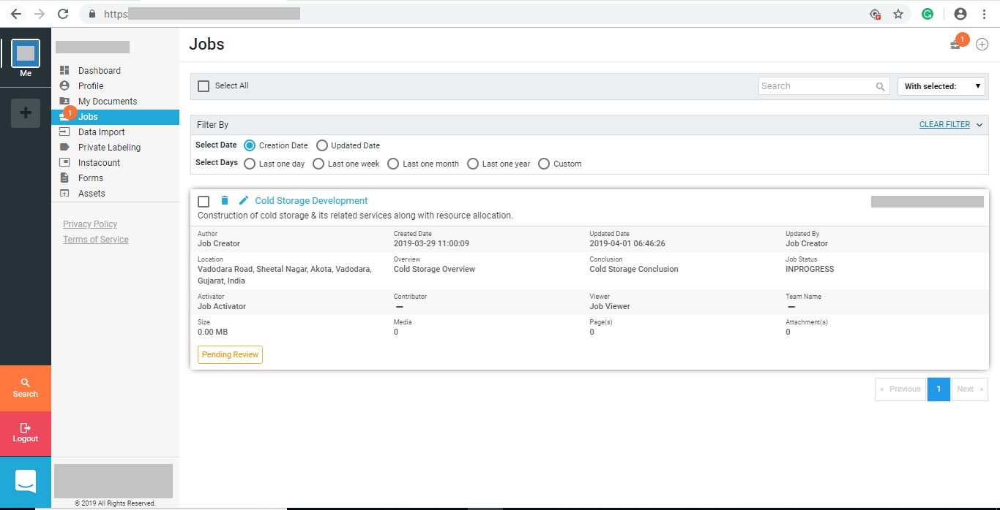 https:
Me
Dashboard
Profile
My Documents
1
Jobs
Data Import
Private Labeling
Instacount
Forms
Assets
Privacy Policy
Terms of Service
Search
Logout
© 2019 All Rights Reserved.
Jobs
1
Select All
Search
With selected:
Filter By
CLEAR FILTER
Select Date Creation Date Updated Date
Select Days Last one day Last one week Last one month Last one year Custom
Cold Storage Development
Construction of cold storage & its related services along with resource allocation.
Author Created Date Updated Date Updated By
Job Creator 2019-03-29 11:00:09 2019-04-01 06:46:26 Job Creator
Location Overview Conclusion Job Status
Vadodara Road, Sheetal Nagar, Akota, Vadodara, Cold Storage Overview Cold Storage Conclusion INPROGRESS
Gujarat, India
Activator Contributor Viewer Team Name
Job Activator — Job Viewer —
Size Media Page(s) Attachment(s)
0.00 MB 0 0 0
Pending Review
« Previous 1 Next »